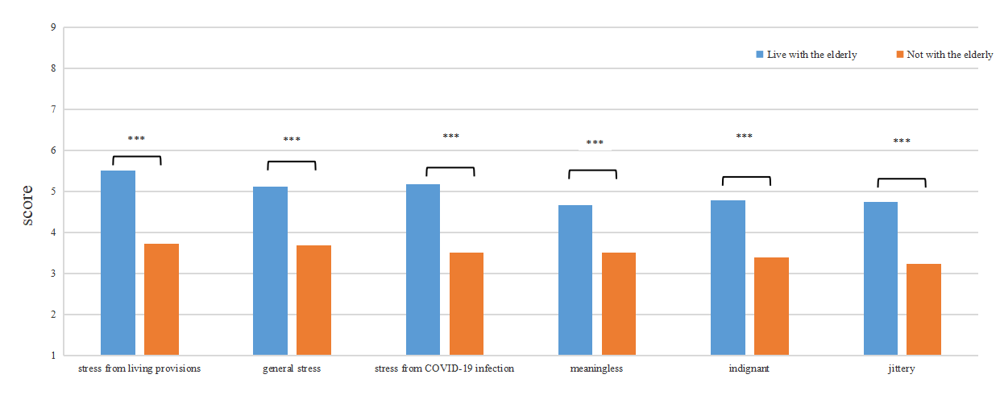 9
Live with the elderly Not with the elderly
8
7
*** *** *** *** *** ***
6
5
score
4
3
2
1
stress from living provisions general stress stress from COVID-19 infection meaningless indignant jittery